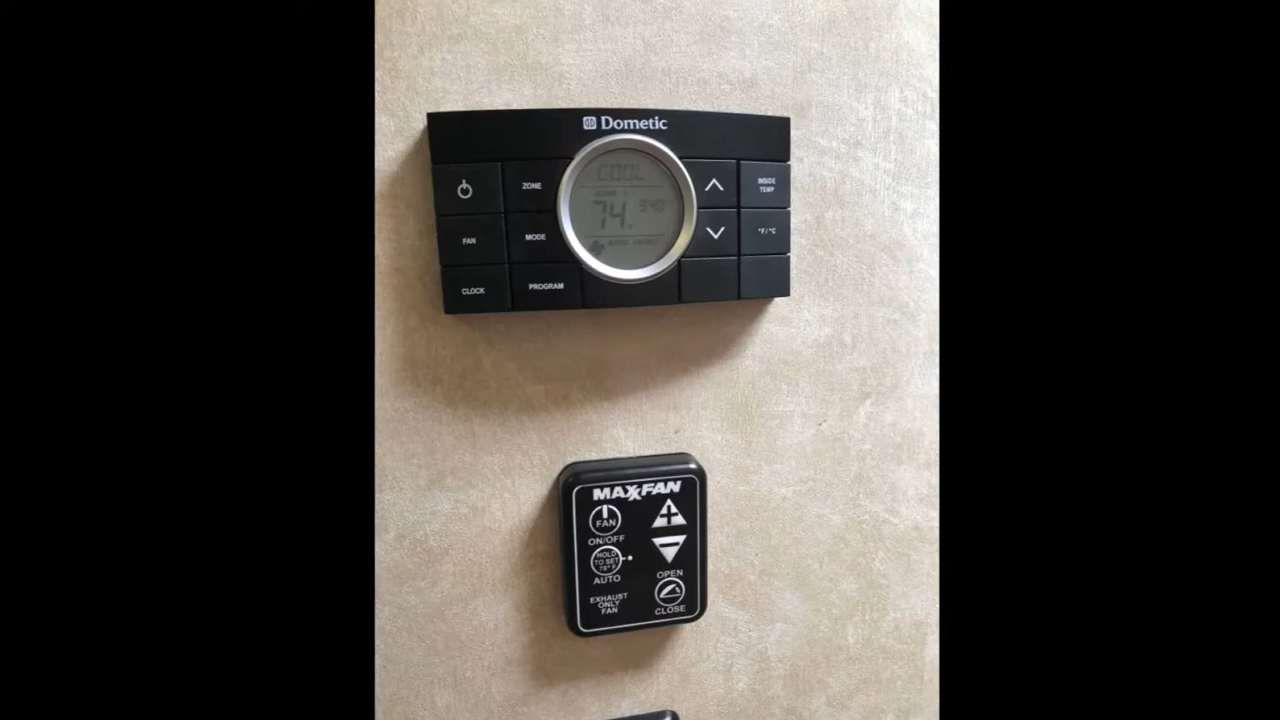 Dometic
ZONE
FAN
MODE
CLOCK
PROGRAM
COOL
74
INSIDE
TEMP
°F/°C
MAXXFAN
FAN
ON/OFF
HOLD
TO SET
78° F
AUTO
EXHAUST
ONLY
FAN
OPEN
CLOSE